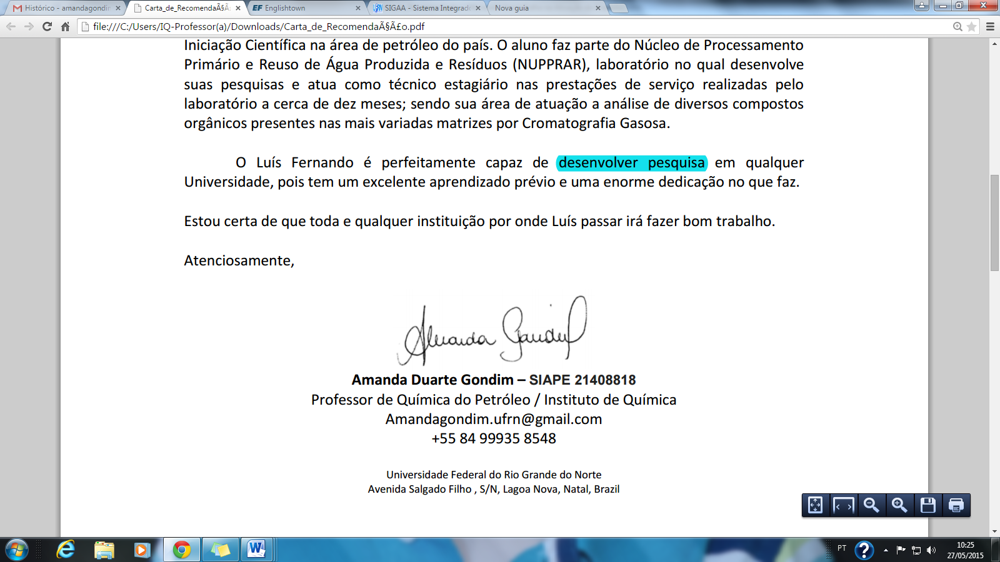 Histórico - amandagondin
Carta_de_RecomendaÃ§Ã£
EF Englishtown
SIGAA - Sistema Integrado
Nova guia
file:///C:/Users/IQ-Professor(a)/Downloads/Carta_de_RecomendaÃ§Ã£o.pdf
Iniciação Científica na área de petróleo do país. O aluno faz parte do Núcleo de Processamento
Primário e Reuso de Água Produzida e Resíduos (NUPPRAR), laboratório no qual desenvolve
suas pesquisas e atua como técnico estagiário nas prestações de serviço realizadas pelo
laboratório a cerca de dez meses; sendo sua área de atuação a análise de diversos compostos
orgânicos presentes nas mais variadas matrizes por Cromatografia Gasosa.
O Luís Fernando é perfeitamente capaz de desenvolver pesquisa em qualquer
Universidade, pois tem um excelente aprendizado prévio e uma enorme dedicação no que faz.
Estou certa de que toda e qualquer instituição por onde Luís passar irá fazer bom trabalho.
Atenciosamente,
Amanda Gondim
Amanda Duarte Gondim – SIAPE 21408818
Professor de Química do Petróleo / Instituto de Química
Amandagondim.ufrn@gmail.com
+55 84 99935 8548
Universidade Federal do Rio Grande do Norte
Avenida Salgado Filho , S/N, Lagoa Nova, Natal, Brazil
PT
10:25
27/05/2015